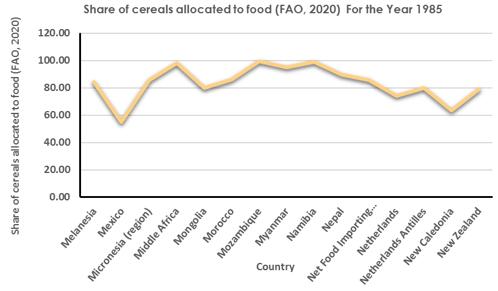 Share of cereals allocated to food (FAO, 2020)  For the Year 1985
Share of cereals allocated to food (FAO, 2020)
120.00
100.00
80.00
60.00
40.00
20.00
0.00
Melanesia
Mexico
Micronesia (region)
Middle Africa
Mongolia
Morocco
Mozambique
Myanmar
Namibia
Nepal
Net Food Importing...
Netherlands
Netherlands Antilles
New Caledonia
New Zealand
Country